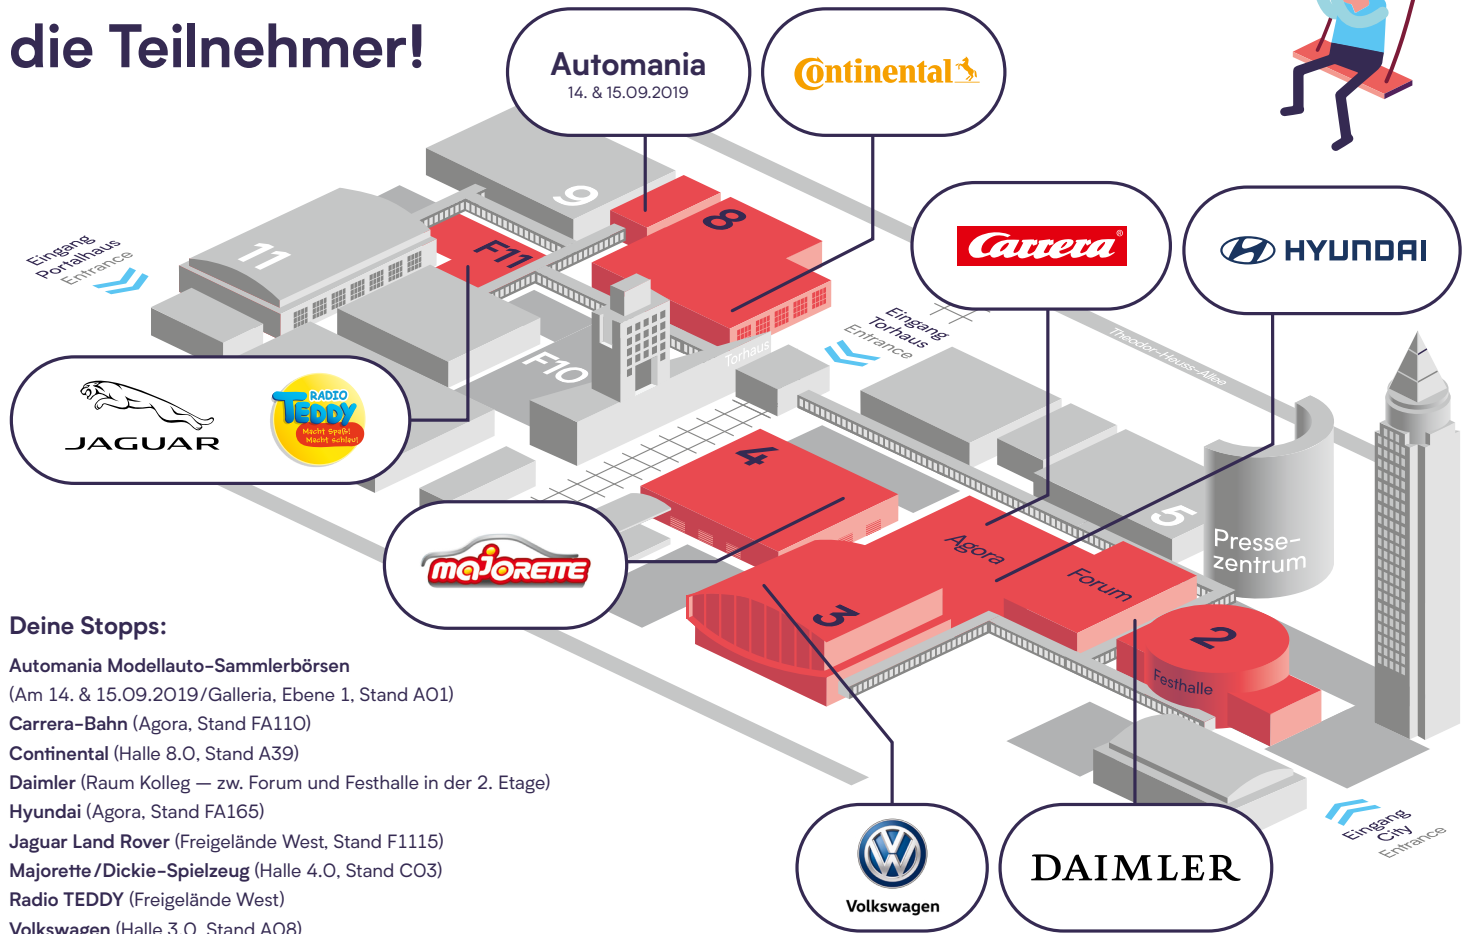 die Teilnehmer!
Automania
14. & 15.09.2019
Continental
Carrera®
HYUNDAI
9
8
11
F11
Eingang
Portalhaus
Entrance
Eingang
Torhaus
Entrance
Theodor-Heuss-Allee
F10
Torhaus
JAGUAR
RADIO
TEDDY
Macht Spaß!
Macht schlau!
4
5
Presse-
zentrum
Agora
Forum
majorette
3
2
Festhalle
Eingang
City
Entrance
Volkswagen
DAIMLER
Deine Stopps:
Automania Modellauto-Sammlerbörsen
(Am 14. & 15.09.2019/Galleria, Ebene 1, Stand A01)
Carrera-Bahn (Agora, Stand FA110)
Continental (Halle 8.0, Stand A39)
Daimler (Raum Kolleg — zw. Forum und Festhalle in der 2. Etage)
Hyundai (Agora, Stand FA165)
Jaguar Land Rover (Freigelände West, Stand F1115)
Majorette/Dickie-Spielzeug (Halle 4.0, Stand C03)
Radio TEDDY (Freigelände West)
Volkswagen (Halle 3.0, Stand A08)